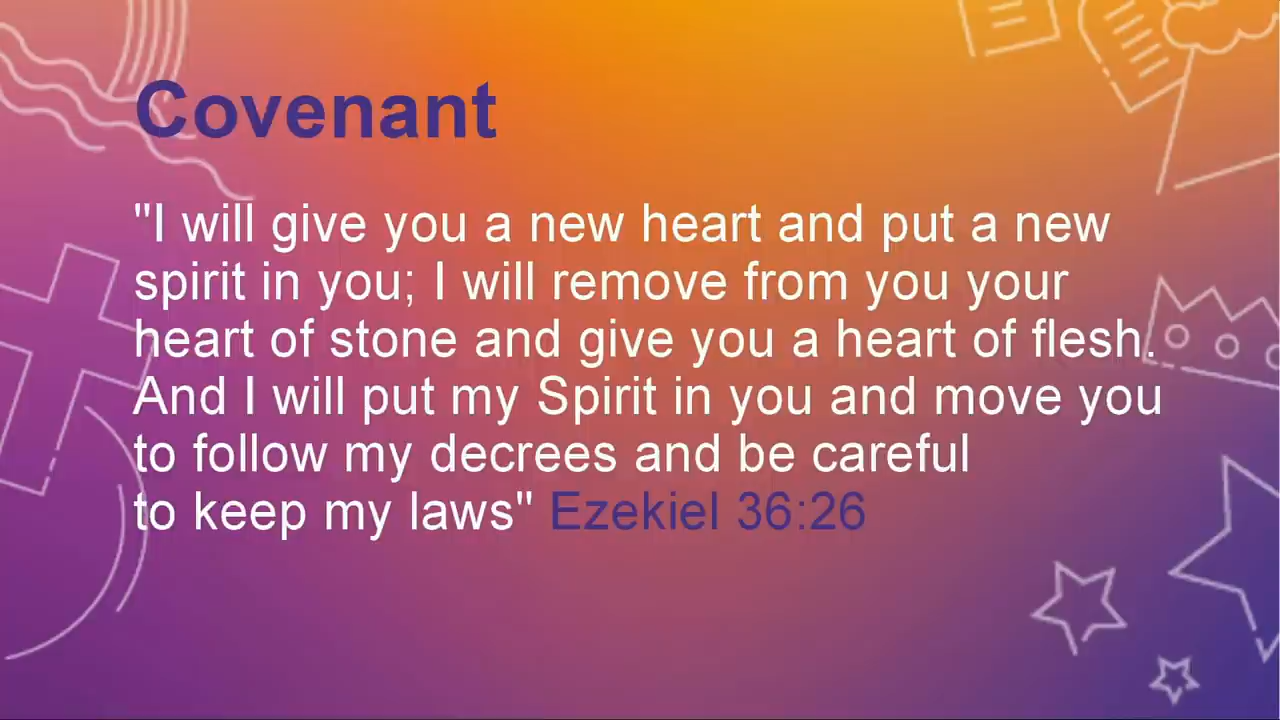 Covenant
"I will give you a new heart and put a new
spirit in you; I will remove from you your
heart of stone and give you a heart of flesh.
And I will put my Spirit in you and move you
to follow my decrees and be careful
to keep my laws" Ezekiel 36:26